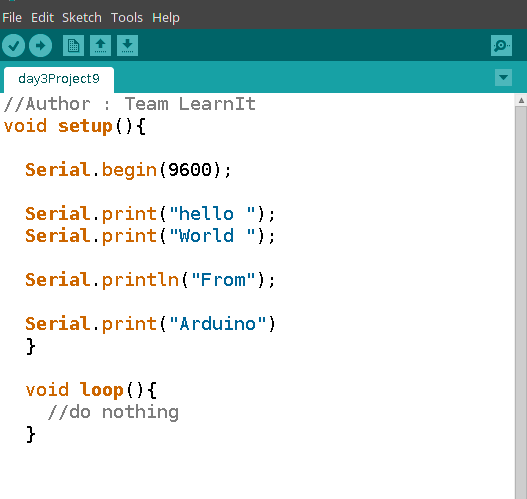 File Edit Sketch Tools Help
day3Project9
//Author : Team LearnIt
void setup(){
Serial.begin(9600);
Serial.print("hello ");
Serial.print("World ");
Serial.println("From");
Serial.print("Arduino")
}
void loop(){
//do nothing
}